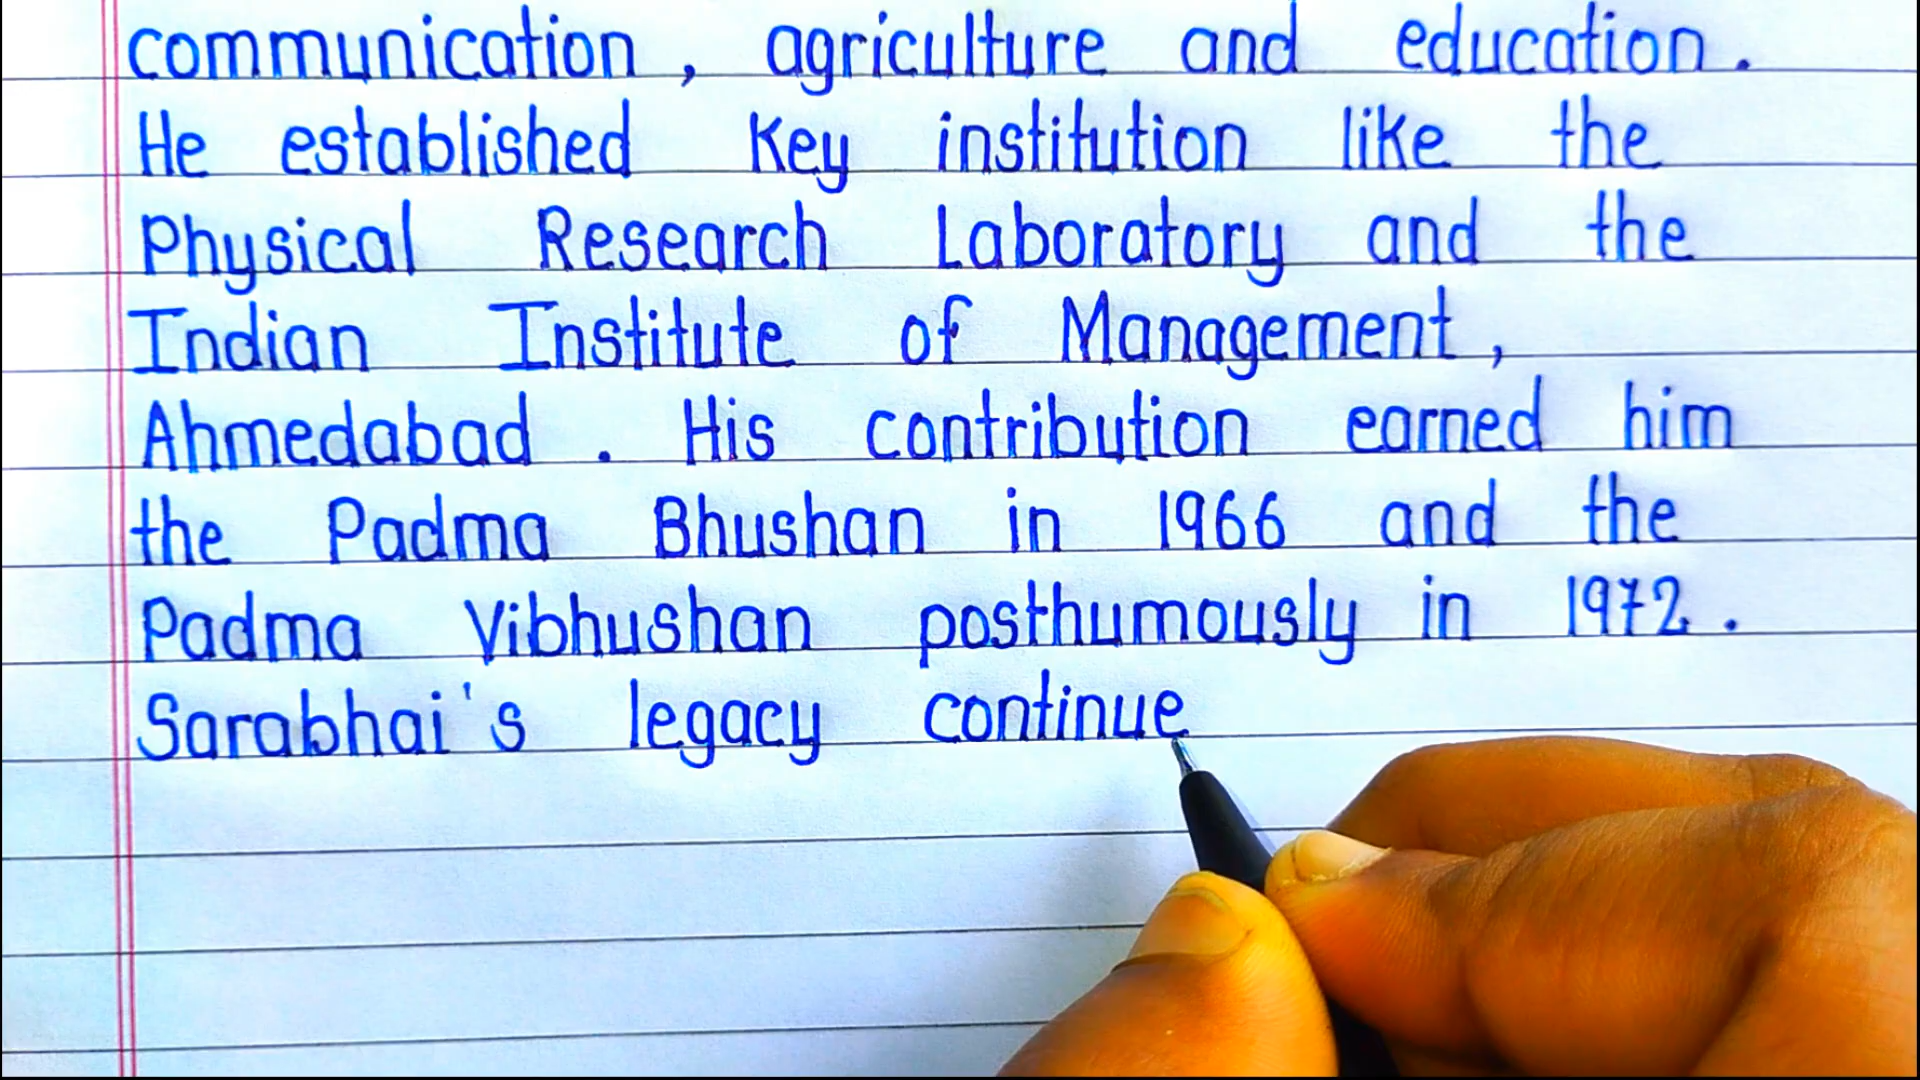 communication, agriculture and education.
He established Key institution like the
Physical Research Laboratory and the
Indian Institute of Management,
Ahmedabad. His contribution earned him
the Padma Bhushan in 1966 and the
Padma Vibhushan posthumously in 1972.
Sarabhai's legacy continue